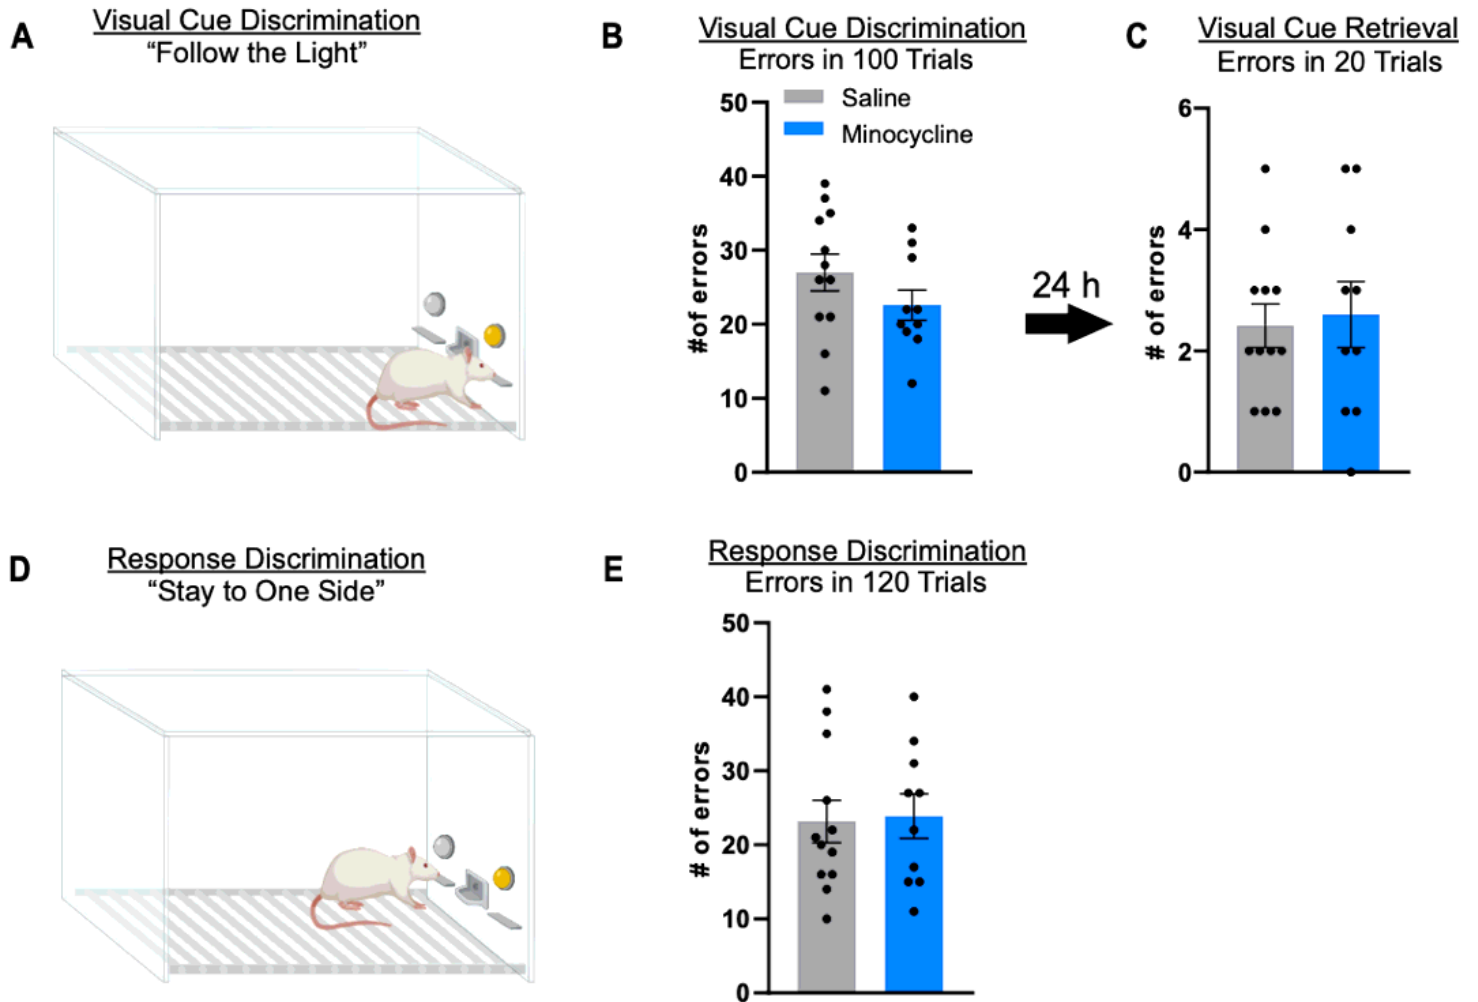 A
Visual Cue Discrimination
“Follow the Light”
B
Visual Cue Discrimination
Errors in 100 Trials
Saline
Minocycline
#of errors
50
40
30
20
10
0
24 h
C
Visual Cue Retrieval
Errors in 20 Trials
# of errors
6
4
2
0
D
Response Discrimination
“Stay to One Side”
E
Response Discrimination
Errors in 120 Trials
# of errors
50
40
30
20
10
0